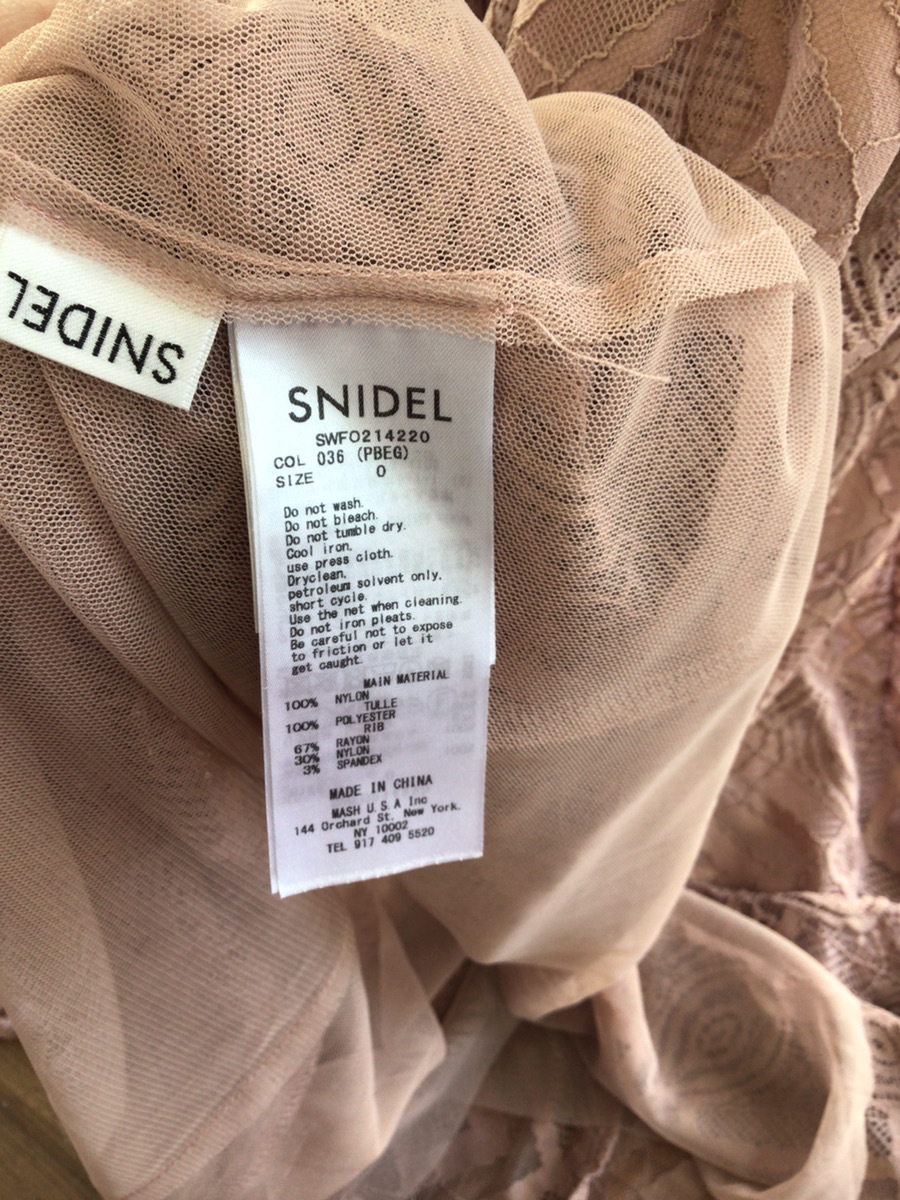 SNIDEL
SNIDEL
SWFO214220
COL 036 (PBEG)
SIZE 0
Do not wash.
Do not bleach.
Do not tumble dry.
Cool iron,
use press cloth.
Dryclean,
petroleum solvent only,
short cycle.
Use the net when cleaning.
Do not iron pleats.
Be careful not to expose
to friction or let it
get caught.
MAIN MATERIAL
100% NYLON
TULLE
100% POLYESTER
RIB
67% RAYON
30% NYLON
3% SPANDEX
MADE IN CHINA
MASH U.S.A Inc
144 Orchard St. New York.
NY 10002
TEL 917 409 5520